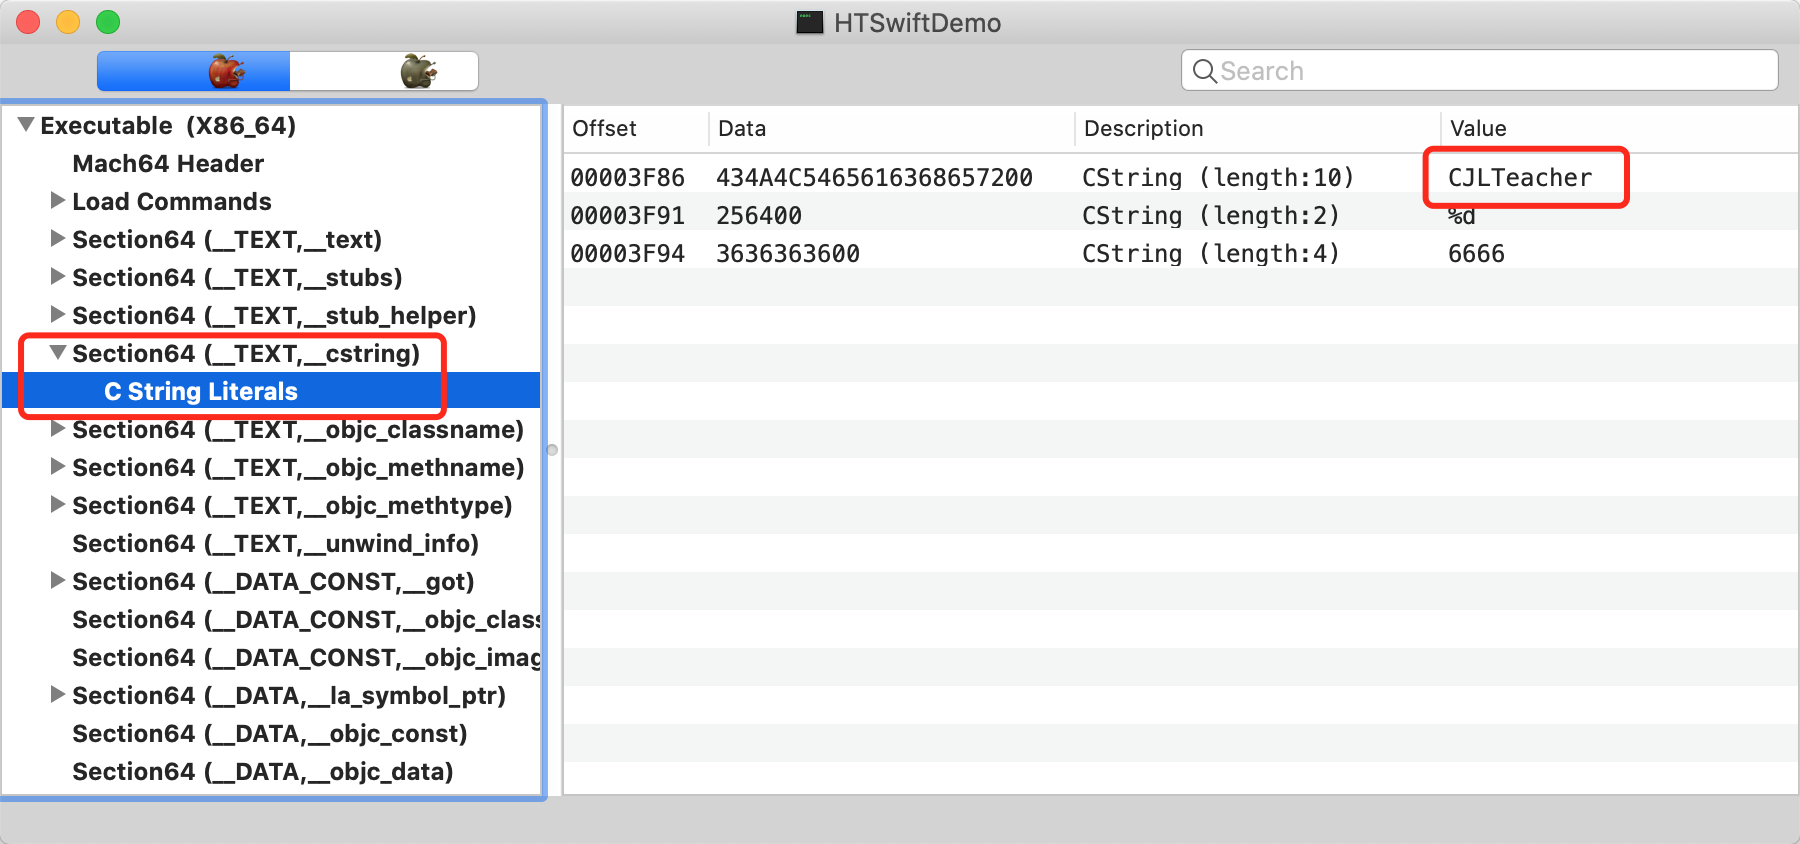 HTSwiftDemo
Search
Executable (X86_64)
Mach64 Header
Load Commands
Section64 (__TEXT,__text)
Section64 (__TEXT,__stubs)
Section64 (__TEXT,__stub_helper)
Section64 (__TEXT,__cstring)
C String Literals
Section64 (__TEXT,__objc_classname)
Section64 (__TEXT,__objc_methname)
Section64 (__TEXT,__objc_methtype)
Section64 (__TEXT,__unwind_info)
Section64 (__DATA_CONST,__got)
Section64 (__DATA_CONST,__objc_class
Section64 (__DATA_CONST,__objc_imag
Section64 (__DATA,__la_symbol_ptr)
Section64 (__DATA,__objc_const)
Section64 (__DATA,__objc_data)
Offset Data Description Value
00003F86 434A4C5465616368657200 CString (length:10) CJLTeacher
00003F91 256400 CString (length:2) %d
00003F94 3636363600 CString (length:4) 6666